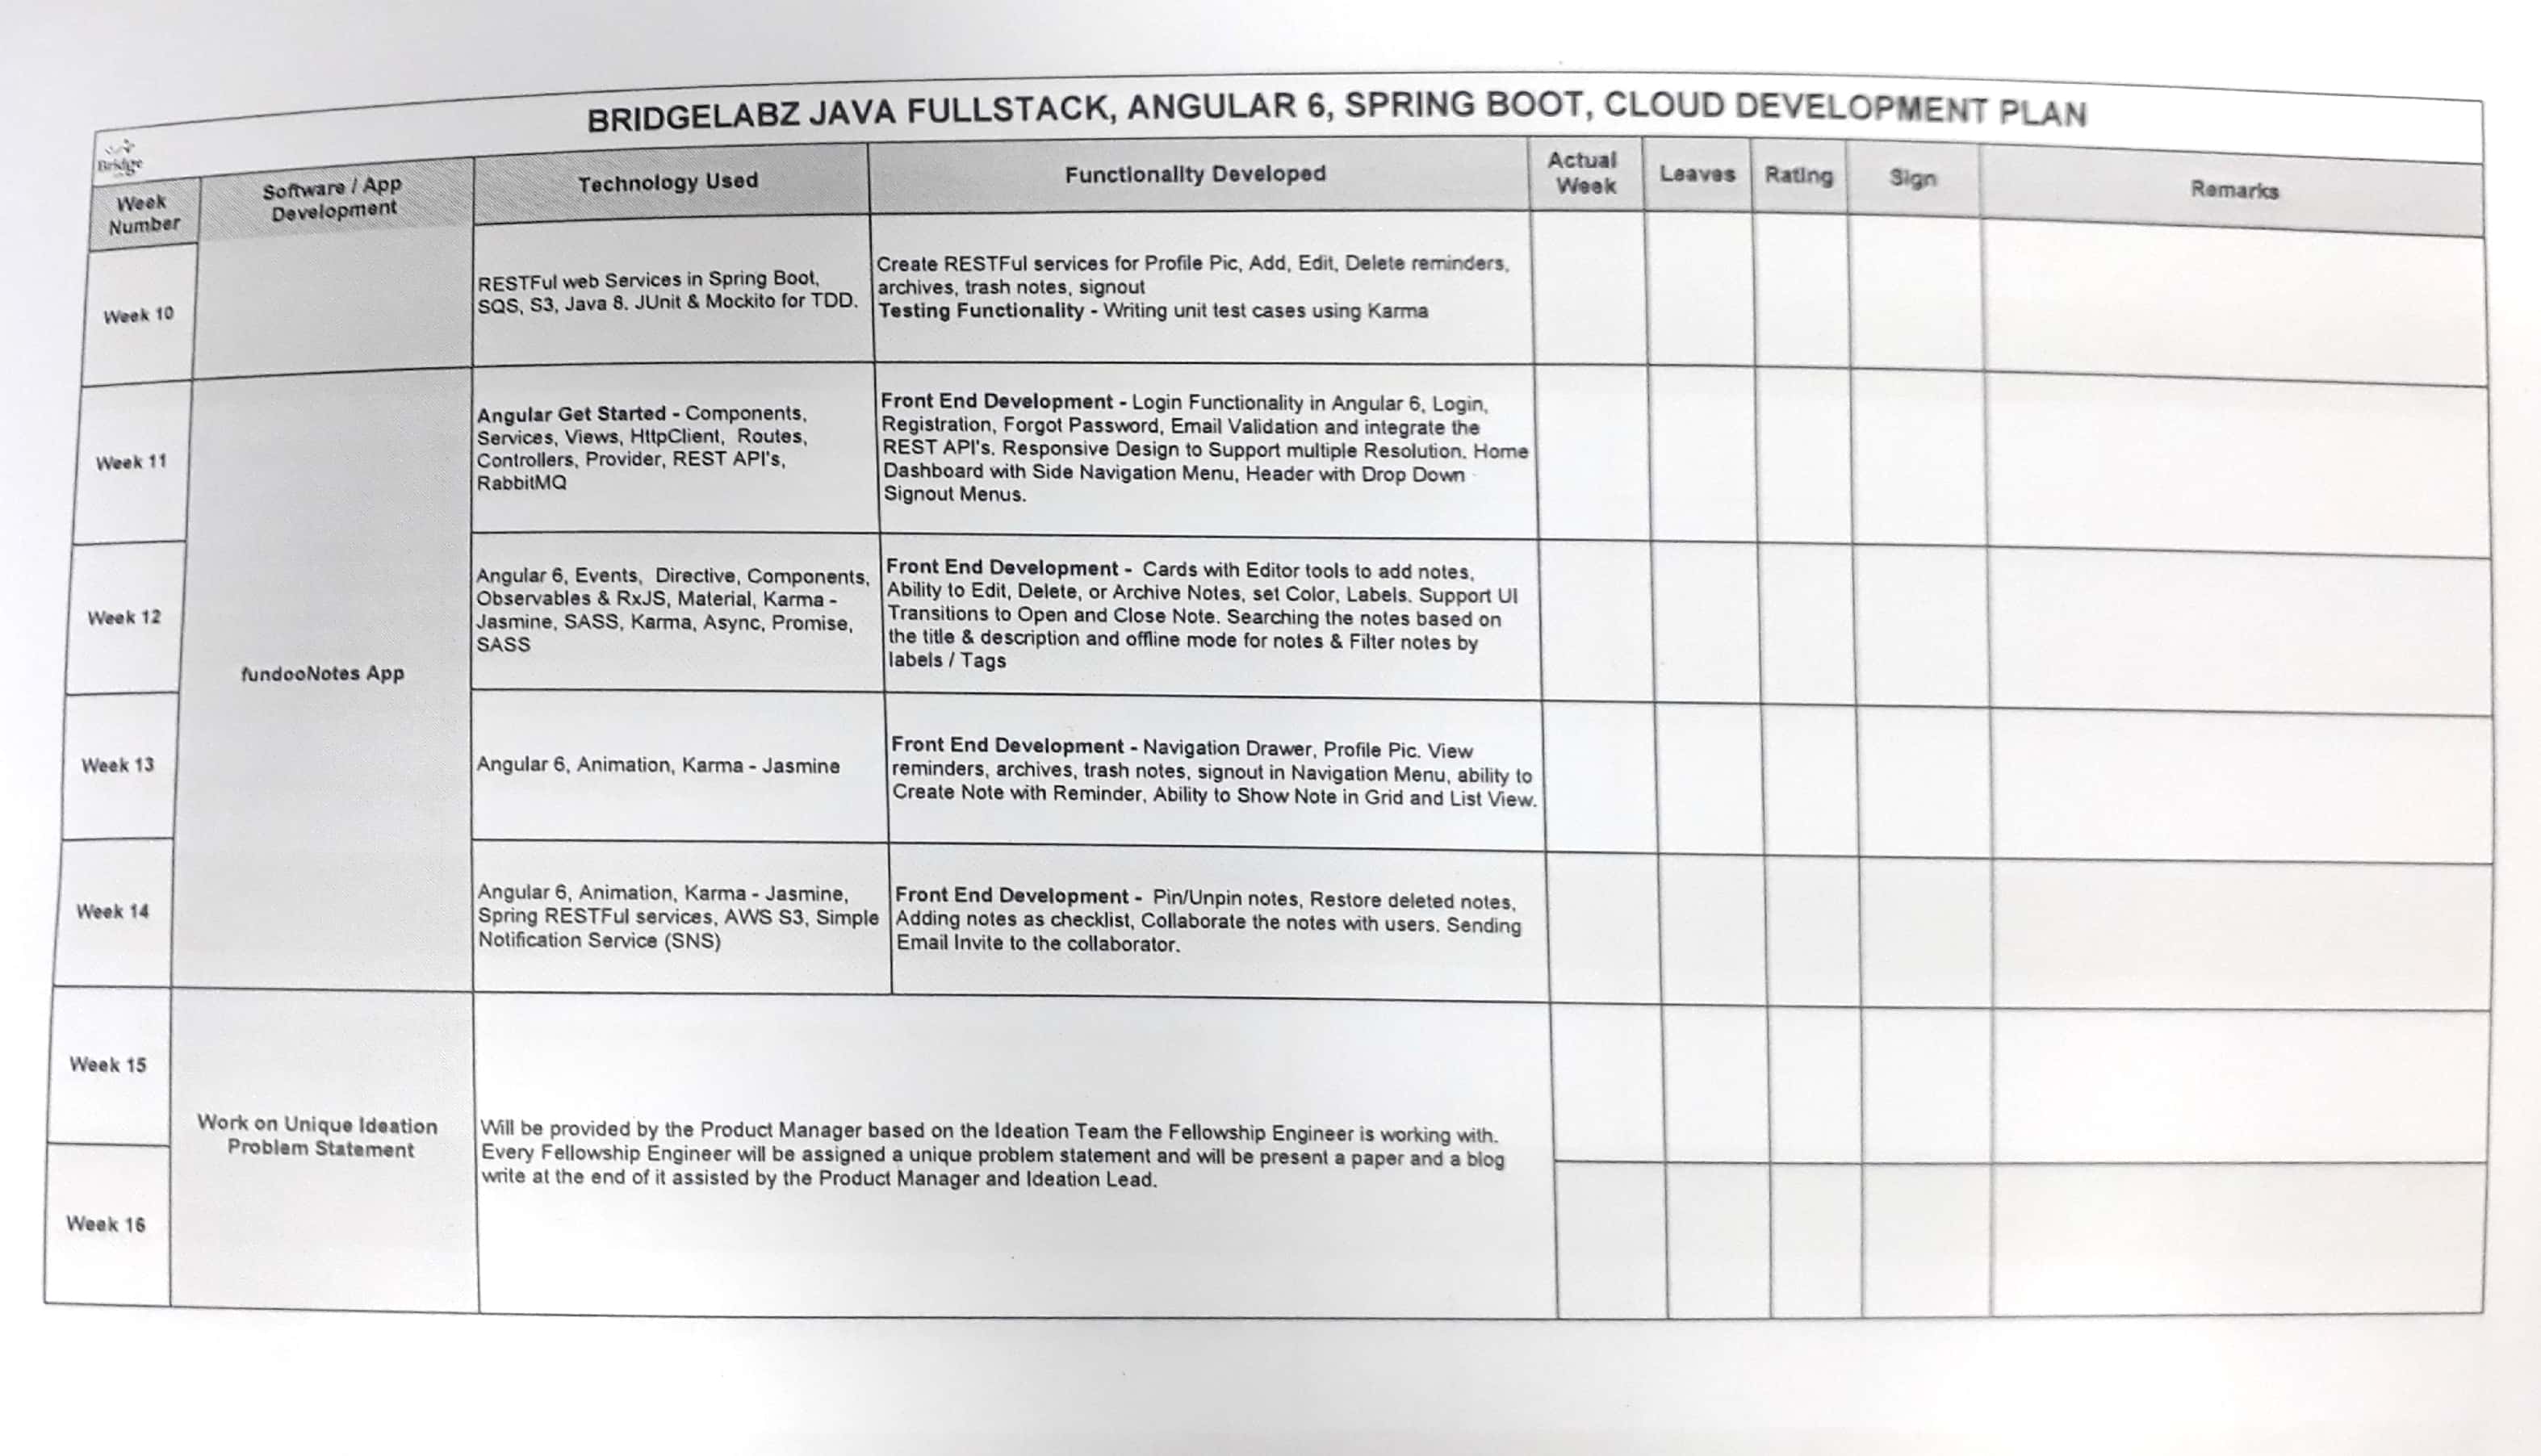 BRIDGELABZ JAVA FULLSTACK, ANGULAR 6, SPRING BOOT, CLOUD DEVELOPMENT PLAN
Bridge
Week
Number
Software / App
Development
Technology Used
Functionality Developed
Actual
Week
Leaves
Rating
Sign
Remarks
Week 10
RESTFul web Services in Spring Boot,
SQS, S3, Java 8. JUnit & Mockito for TDD.
Create RESTFul services for Profile Pic, Add, Edit, Delete reminders,
archives, trash notes, signout
Testing Functionality - Writing unit test cases using Karma
Week 11
fundooNotes App
Angular Get Started - Components,
Services, Views, HttpClient, Routes,
Controllers, Provider, REST API's,
RabbitMQ
Front End Development - Login Functionality in Angular 6, Login,
Registration, Forgot Password, Email Validation and integrate the
REST API's. Responsive Design to Support multiple Resolution. Home
Dashboard with Side Navigation Menu, Header with Drop Down
Signout Menus.
Week 12
Angular 6, Events, Directive, Components,
Observables & RxJS, Material, Karma -
Jasmine, SASS, Karma, Async, Promise,
SASS
Front End Development - Cards with Editor tools to add notes,
Ability to Edit, Delete, or Archive Notes, set Color, Labels. Support UI
Transitions to Open and Close Note. Searching the notes based on
the title & description and offline mode for notes & Filter notes by
labels / Tags
Week 13
Angular 6, Animation, Karma - Jasmine
Front End Development - Navigation Drawer, Profile Pic. View
reminders, archives, trash notes, signout in Navigation Menu, ability to
Create Note with Reminder, Ability to Show Note in Grid and List View.
Week 14
Angular 6, Animation, Karma - Jasmine,
Spring RESTFul services, AWS S3, Simple
Notification Service (SNS)
Front End Development - Pin/Unpin notes, Restore deleted notes,
Adding notes as checklist, Collaborate the notes with users. Sending
Email Invite to the collaborator.
Week 15
Work on Unique Ideation
Problem Statement
Will be provided by the Product Manager based on the Ideation Team the Fellowship Engineer is working with.
Every Fellowship Engineer will be assigned a unique problem statement and will be present a paper and a blog
write at the end of it assisted by the Product Manager and Ideation Lead.
Week 16